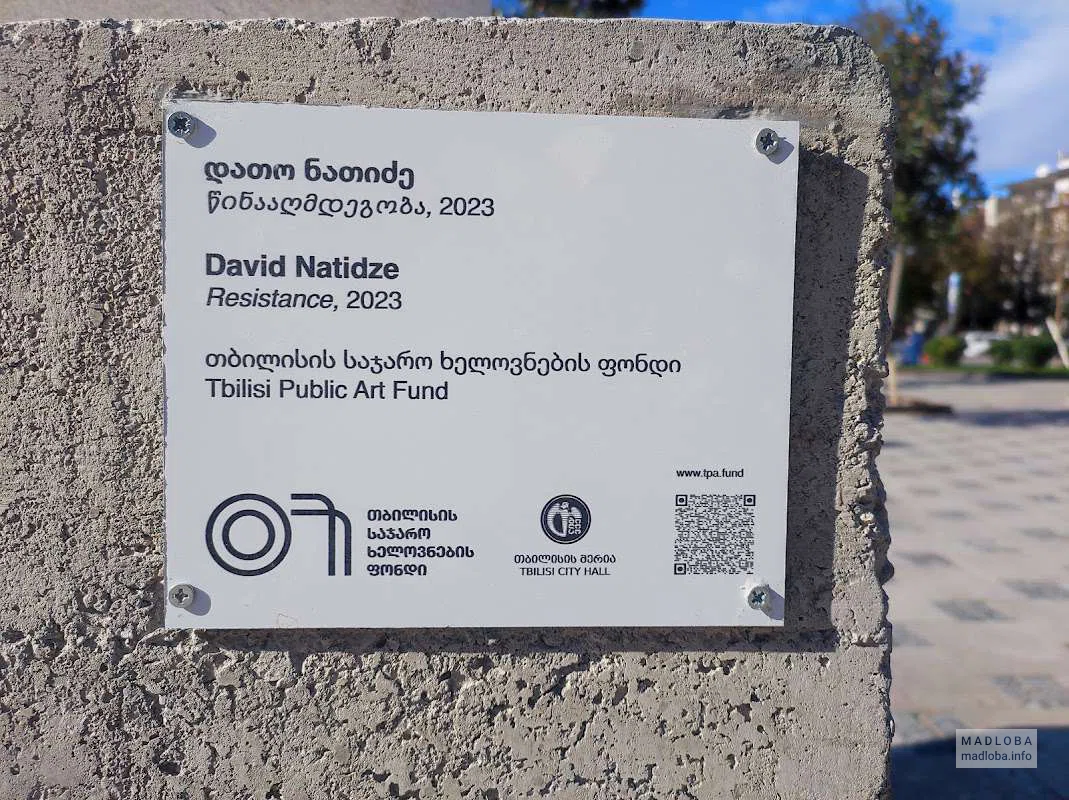 დათო ნათიძე
წინააღმდეგობა, 2023
David Natidze
Resistance, 2023
თბილისის საჯარო ხელოვნების ფონდი
Tbilisi Public Art Fund
www.tpa.fund
თბილისის
საჯარო
ხელოვნების
ფონდი
თბილისის მერია
TBILISI CITY HALL
MADLOBA
madloba.info